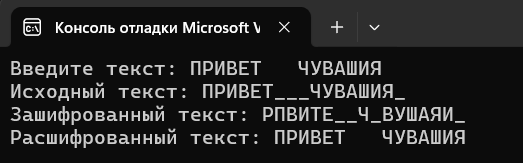 Консоль отладки Microsoft V
Введите текст: ПРИВЕТ   ЧУВАШИЯ
Исходный текст: ПРИВЕТ___ЧУВАШИЯ_
Зашифрованный текст: РПВИТЕ__Ч_ВУШАЯИ_
Расшифрованный текст: ПРИВЕТ   ЧУВАШИЯ